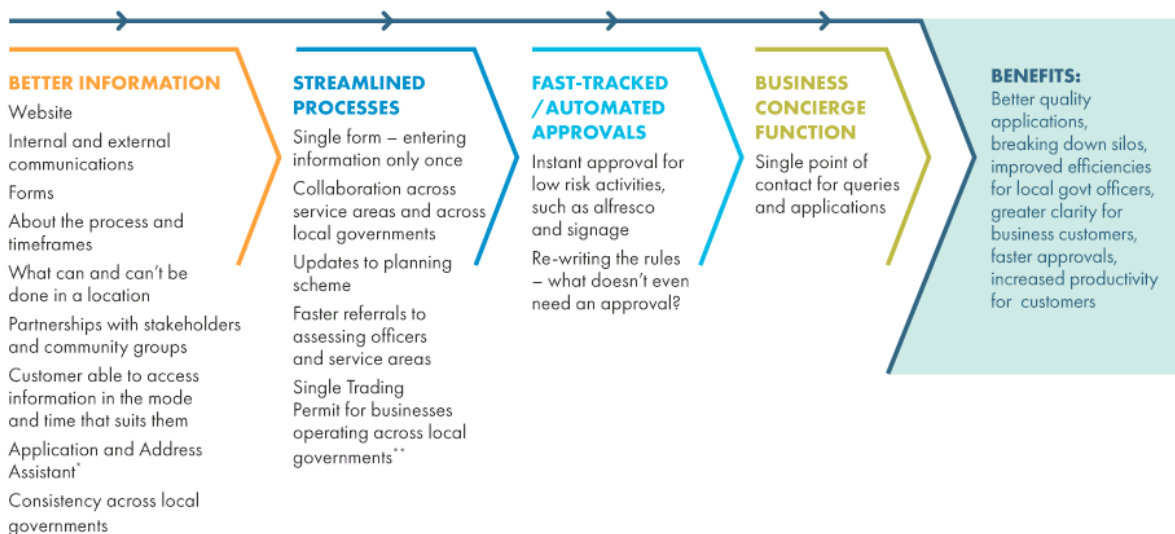 BETTER INFORMATION
Website
Internal and external
communications
Forms
About the process and
timeframes
What can and can't be
done in a location
Partnerships with stakeholders
and community groups
Customer able to access
information in the mode
and time that suits them
Application and Address
Assistant*
Consistency across local
governments
STREAMLINED
PROCESSES
Single form – entering
information only once
Collaboration across
service areas and across
local governments
Updates to planning
scheme
Faster referrals to
assessing officers
and service areas
Single Trading
Permit for businesses
operating across local
governments**
FAST-TRACKED
/AUTOMATED
APPROVALS
Instant approval for
low risk activities,
such as alfresco
and signage
Re-writing the rules
– what doesn't even
need an approval?
BUSINESS
CONCIERGE
FUNCTION
Single point of
contact for queries
and applications
BENEFITS:
Better quality
applications,
breaking down silos,
improved efficiencies
for local govt officers,
greater clarity for
business customers,
faster approvals,
increased productivity
for customers